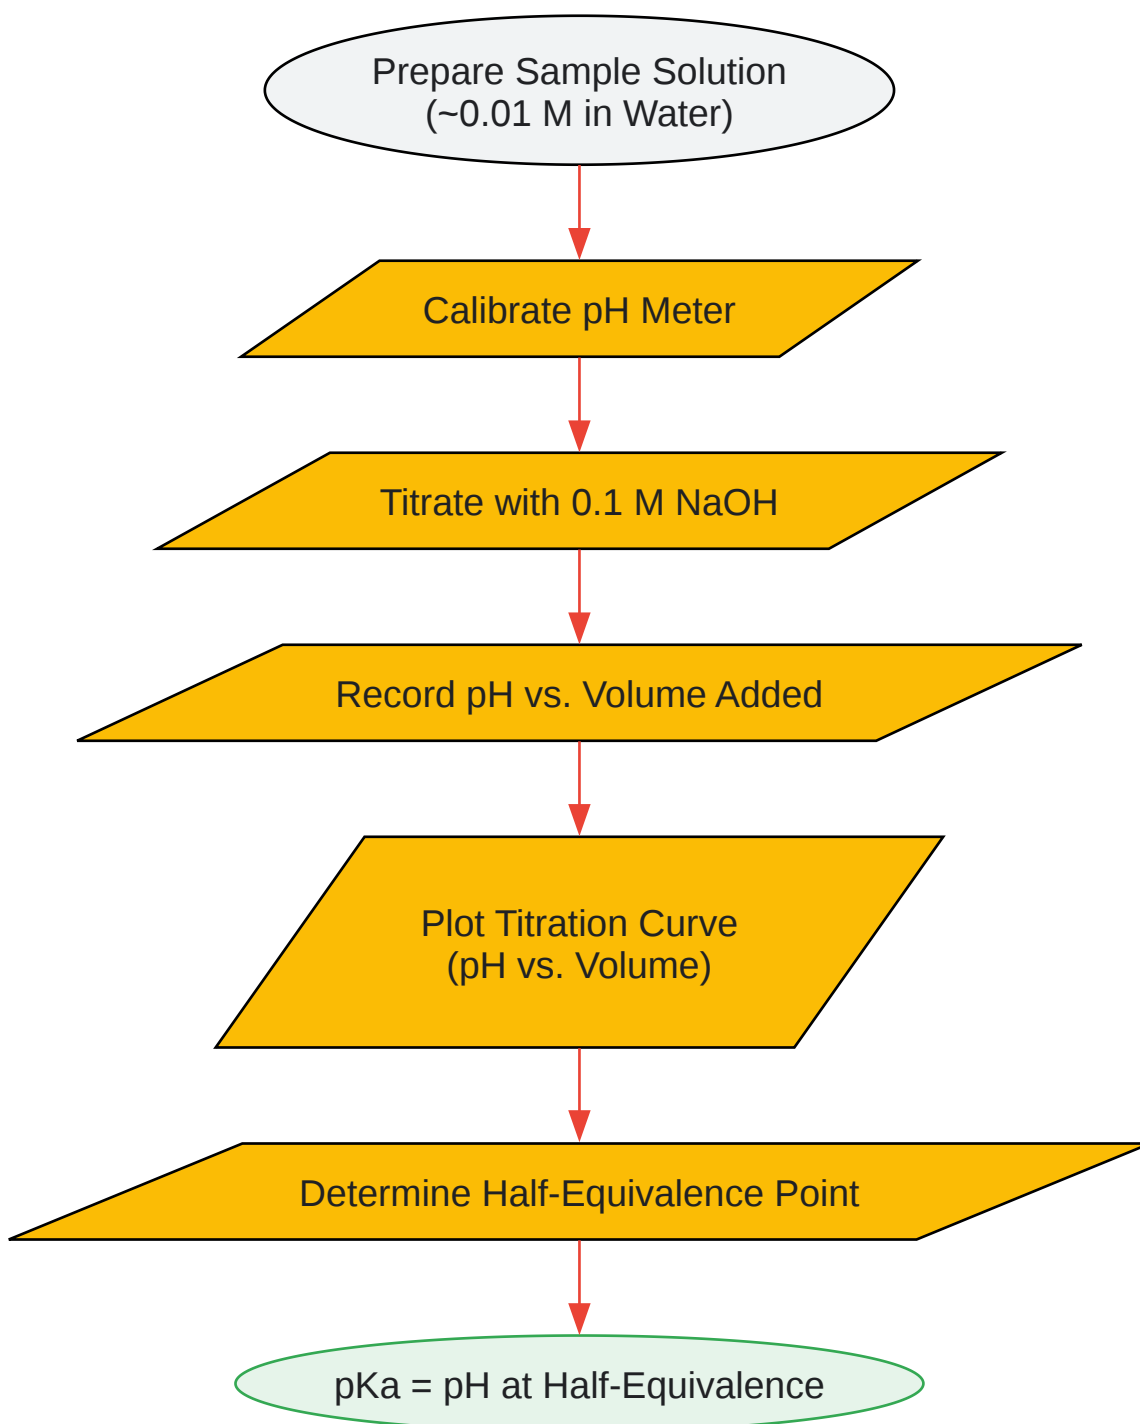 Prepare Sample Solution
(~0.01 M in Water)
Calibrate pH Meter
Titrate with 0.1 M NaOH
Record pH vs. Volume Added
Plot Titration Curve
(pH vs. Volume)
Determine Half-Equivalence Point
pKa = pH at Half-Equivalence